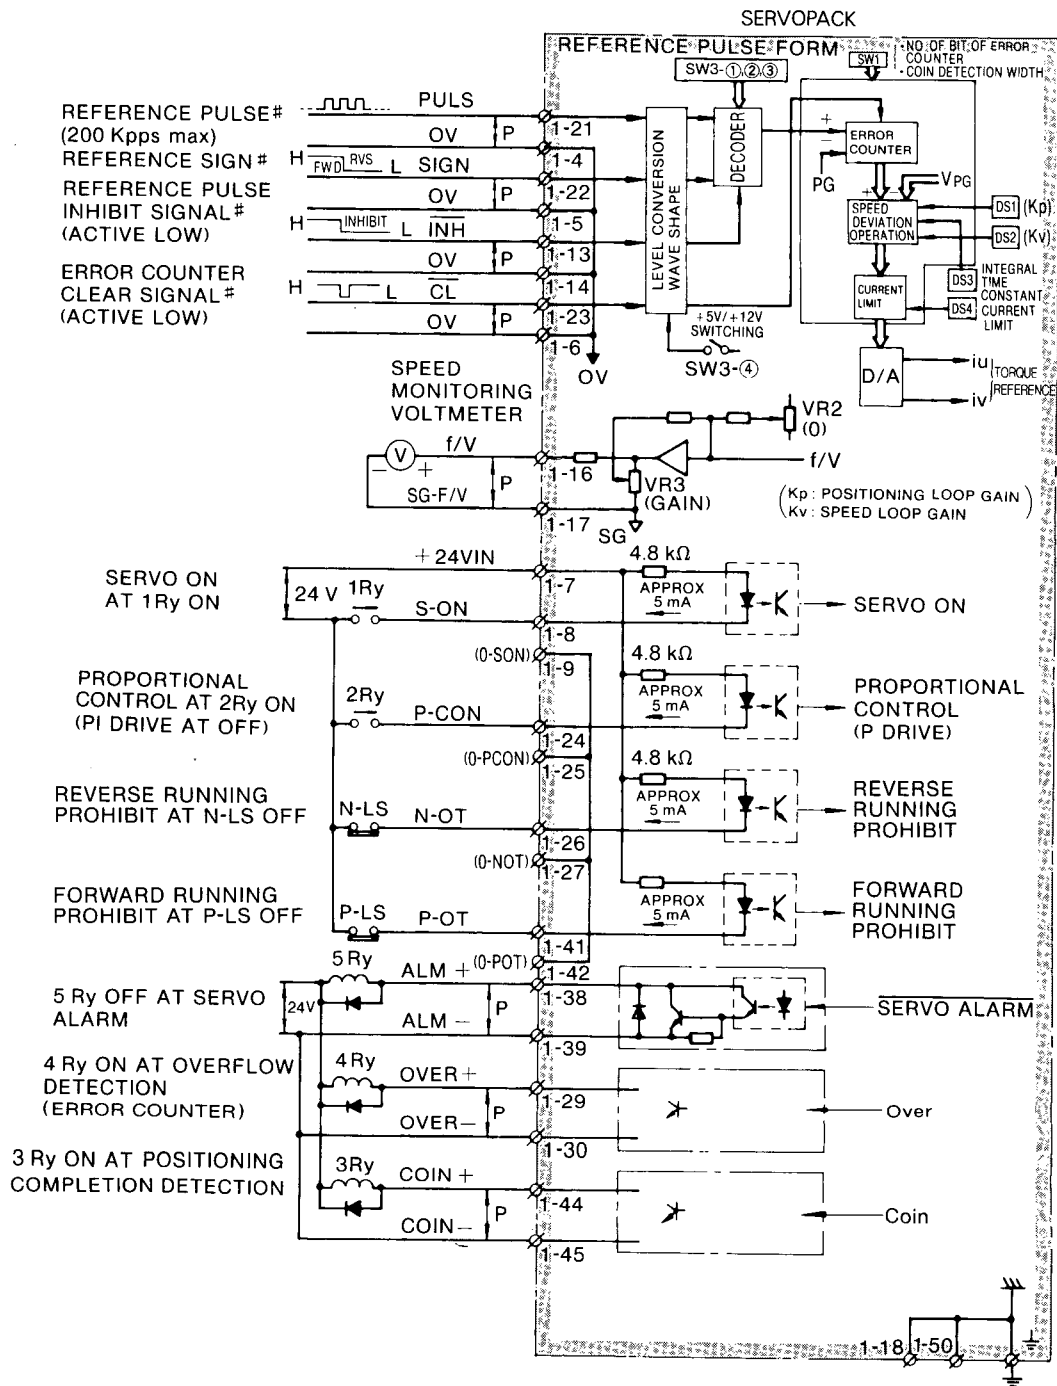 SERVOPACK
REFERENCE PULSE FORM
SW3-①,②,③
SW1
· NO. OF BIT OF ERROR
COUNTER
· COIN DETECTION WIDTH
REFERENCE PULSE#
(200 Kpps max)
PULS
1-21
0V
P
1-4
REFERENCE SIGN#
H FWD RVS L SIGN
1-22
0V
P
1-5
REFERENCE PULSE
INHIBIT SIGNAL#
(ACTIVE LOW)
H INHIBIT L INH
1-13
0V
P
1-14
ERROR COUNTER
CLEAR SIGNAL#
(ACTIVE LOW)
H L CL
1-23
0V
P
1-6
0V
LEVEL CONVERSION
WAVE SHAPE
DECODER
+5V/+12V
SWITCHING
SW3-④
+
−
ERROR
COUNTER
PG
VPG
+ −
SPEED
DEVIATION
OPERATION
DS1 (Kp)
DS2 (Kv)
DS3
INTEGRAL
TIME
CONSTANT
CURRENT
LIMIT
DS4
CURRENT
LIMIT
D/A
iu
iv
TORQUE
REFERENCE
SPEED
MONITORING
VOLTMETER
V
− +
f/V
P
SG-F/V
1-16
1-17
VR2
(0)
VR3
(GAIN)
f/V
SG
(Kp : POSITIONING LOOP GAIN)
(Kv : SPEED LOOP GAIN)
+24VIN
1-7
SERVO ON
AT 1Ry ON
24 V
1Ry
S-ON
1-8
(0-SON)
1-9
4.8 kΩ
APPROX
5 mA
SERVO ON
PROPORTIONAL
CONTROL AT 2Ry ON
(PI DRIVE AT OFF)
2Ry
P-CON
1-24
(0-PCON)
1-25
4.8 kΩ
APPROX
5 mA
PROPORTIONAL
CONTROL
(P DRIVE)
REVERSE RUNNING
PROHIBIT AT N-LS OFF
N-LS
N-OT
1-26
(0-NOT)
1-27
4.8 kΩ
APPROX
5 mA
REVERSE
RUNNING
PROHIBIT
FORWARD RUNNING
PROHIBIT AT P-LS OFF
P-LS
P-OT
1-41
(0-POT)
1-42
APPROX
5 mA
FORWARD
RUNNING
PROHIBIT
5 Ry OFF AT SERVO
ALARM
24V
5 Ry
ALM +
1-38
P
ALM −
1-39
SERVO ALARM
4 Ry ON AT OVERFLOW
DETECTION
(ERROR COUNTER)
4Ry
OVER+
1-29
P
OVER−
1-30
Over
3 Ry ON AT POSITIONING
COMPLETION DETECTION
3Ry
COIN +
1-44
P
COIN −
1-45
Coin
1-18
1-50